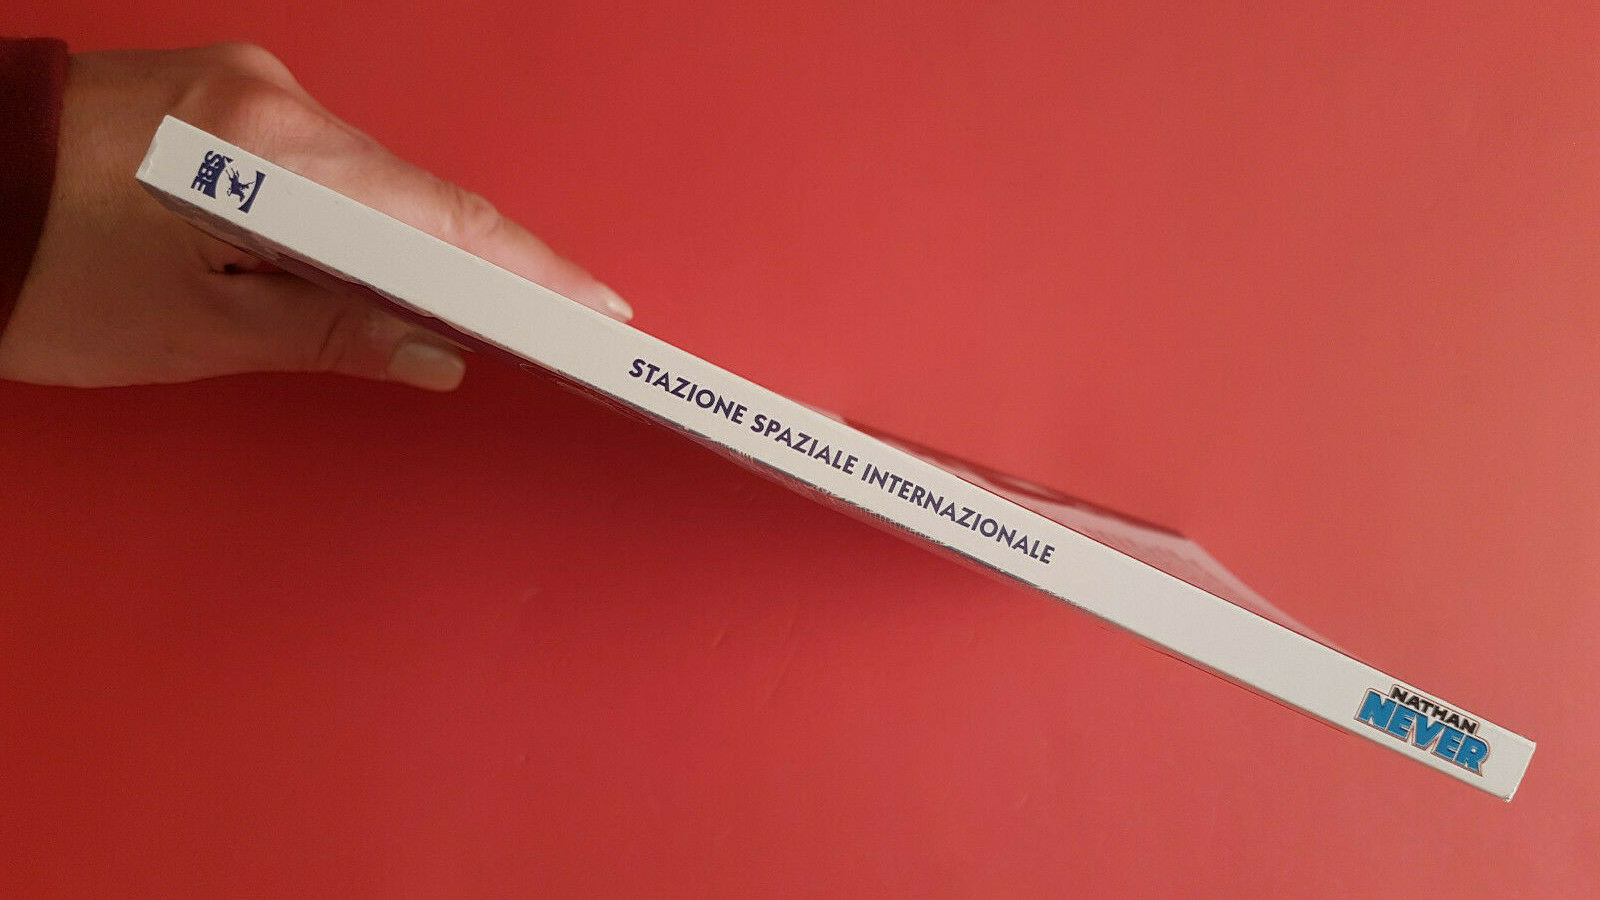 SBE
STAZIONE SPAZIALE INTERNAZIONALE
NATHAN
NEVER